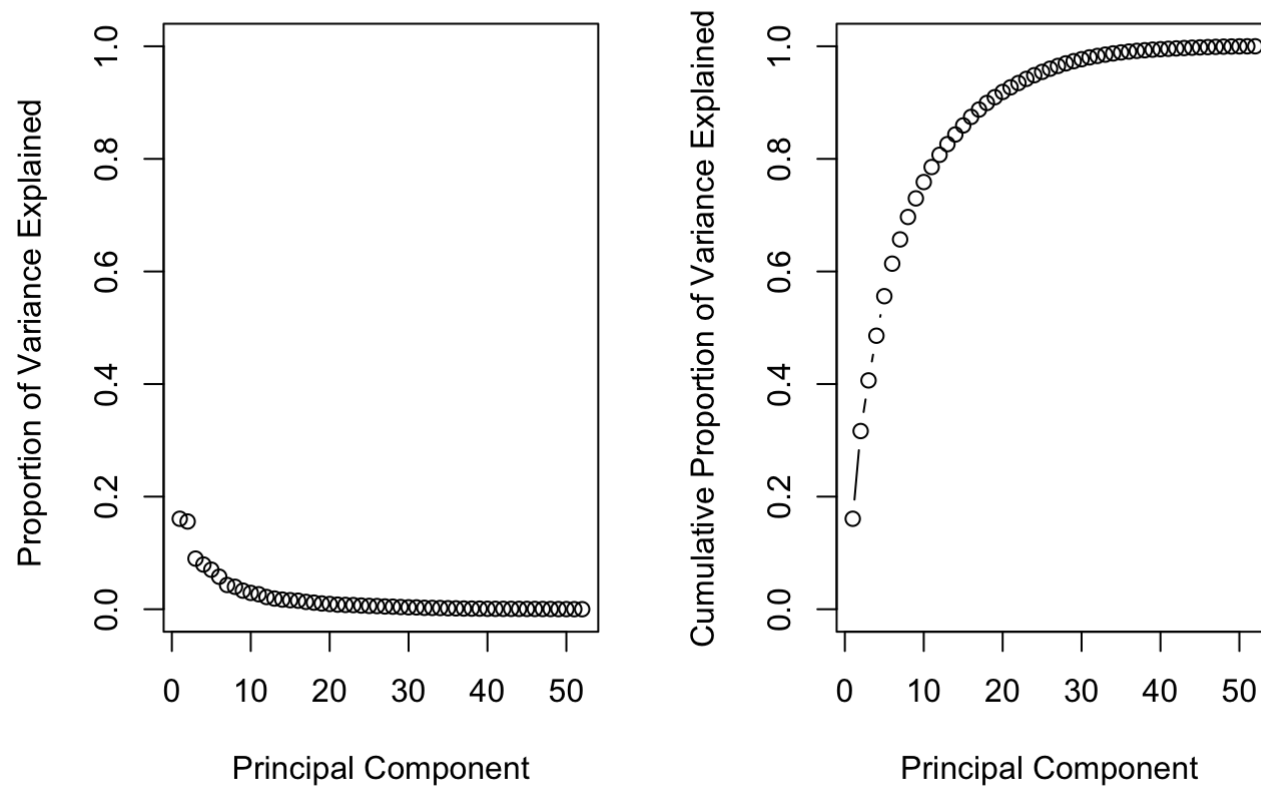 Proportion of Variance Explained
1.0
0.8
0.6
0.4
0.2
0.0
0 10 20 30 40 50
Principal Component
Cumulative Proportion of Variance Explained
1.0
0.8
0.6
0.4
0.2
0.0
0 10 20 30 40 50
Principal Component